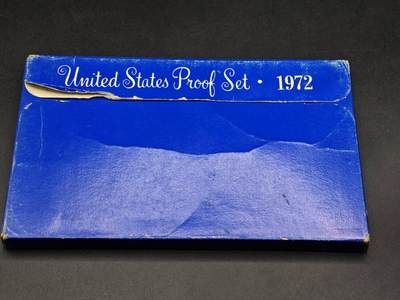 United States Proof Set · 1972